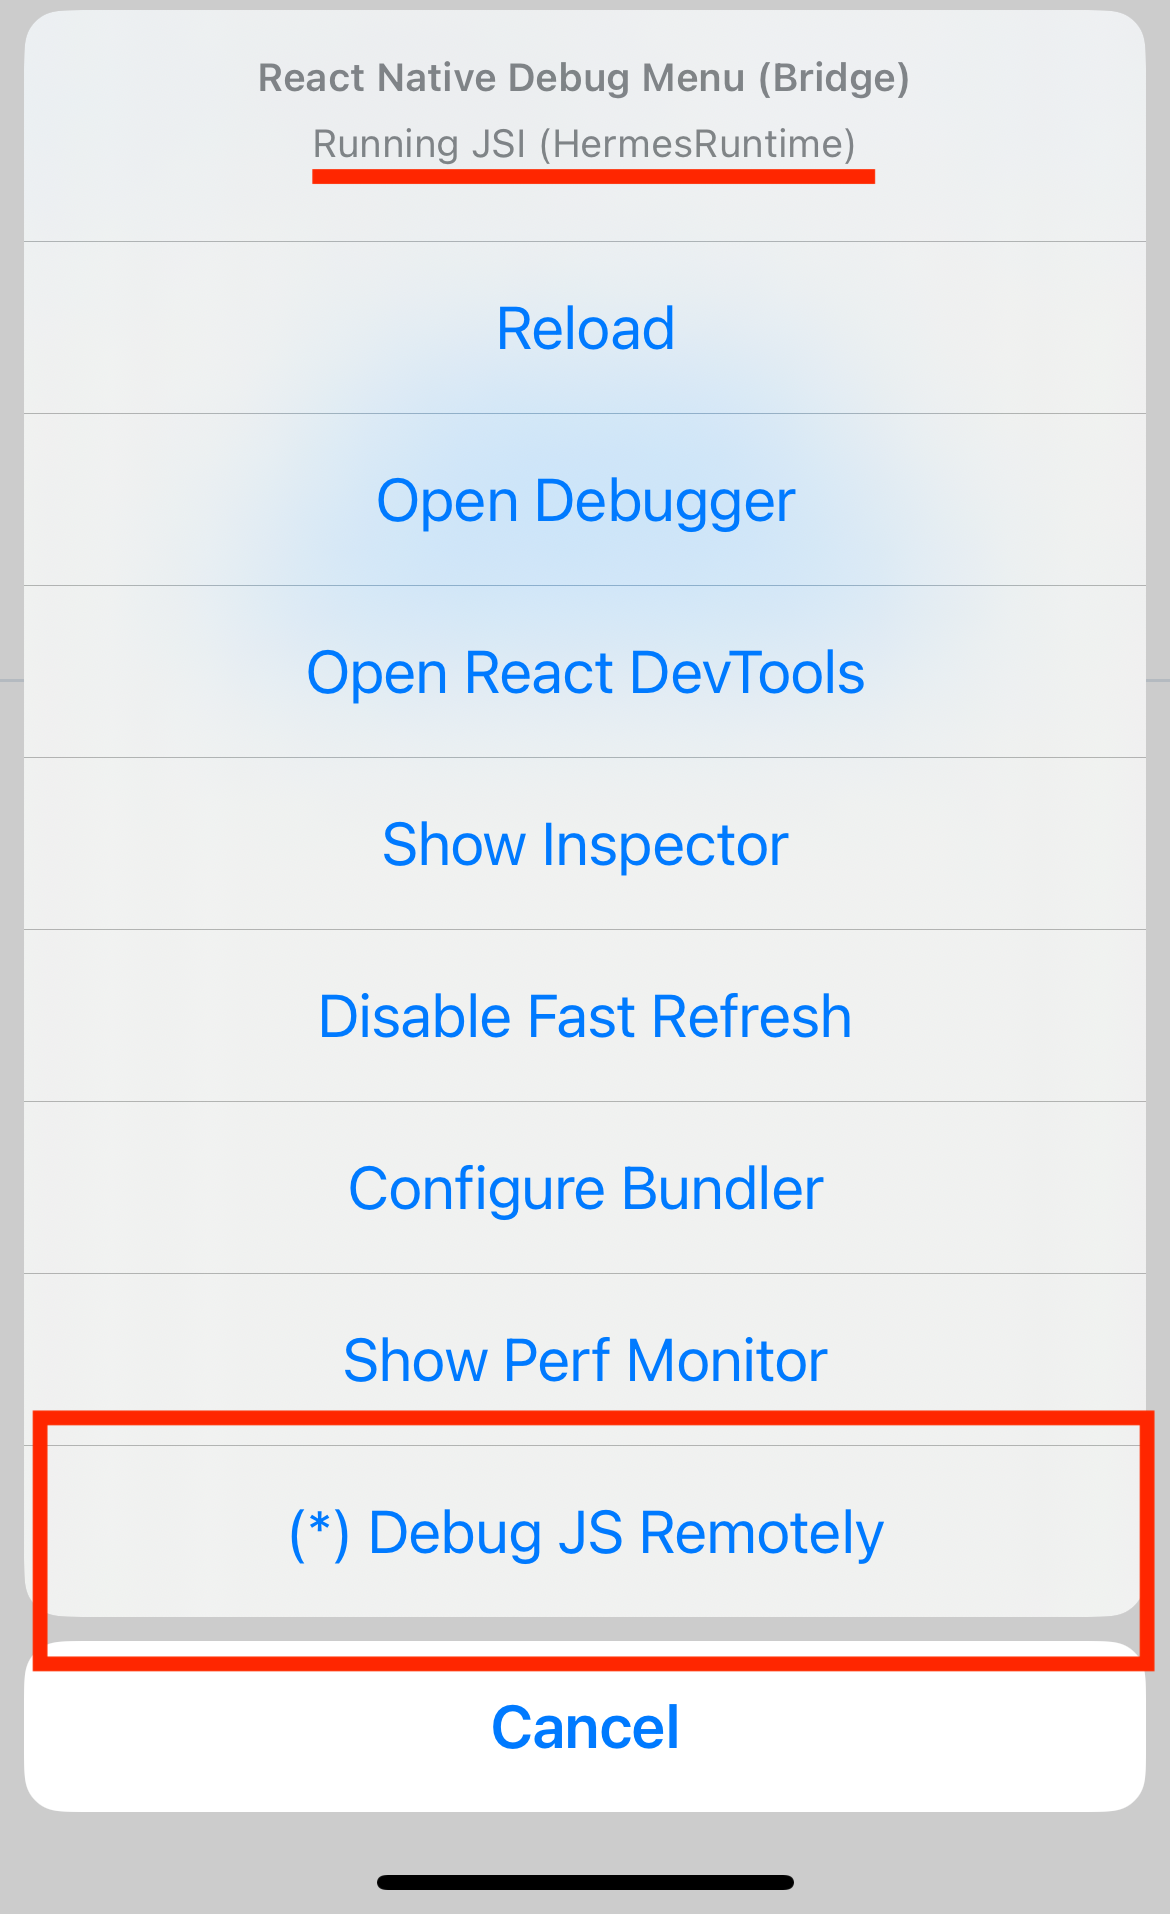 React Native Debug Menu (Bridge)
Running JSI (HermesRuntime)
Reload
Open Debugger
Open React DevTools
Show Inspector
Disable Fast Refresh
Configure Bundler
Show Perf Monitor
(*) Debug JS Remotely
Cancel